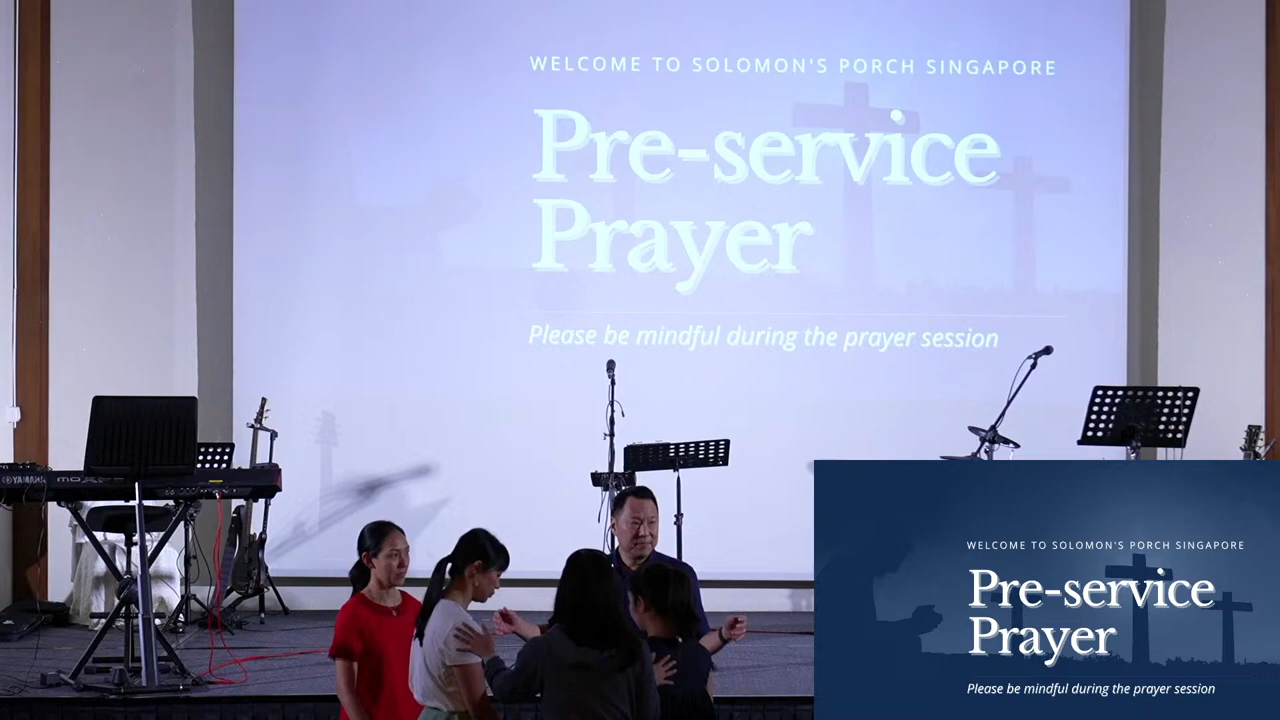 WELCOME TO SOLOMON'S PORCH SINGAPORE
Pre-service
Prayer
Please be mindful during the prayer session
YAMAHA
WELCOME TO SOLOMON'S PORCH SINGAPORE
Pre-service
Prayer
Please be mindful during the prayer session